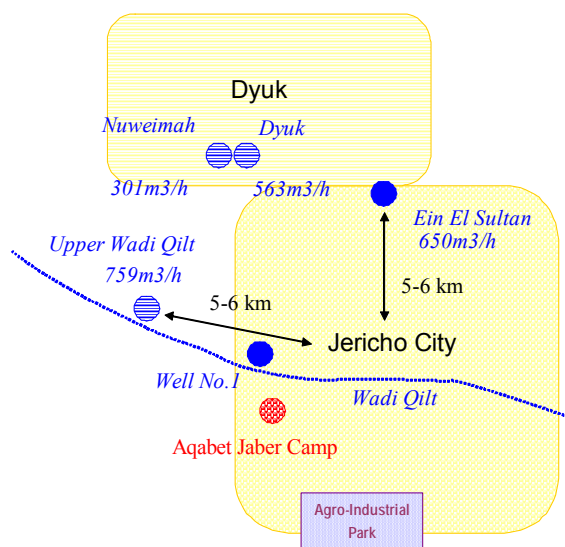 Dyuk
Nuweimah
Dyuk
301m3/h
563m3/h
Ein El Sultan
650m3/h
Upper Wadi Qilt
759m3/h
5-6 km
5-6 km
Jericho City
Well No.1
Wadi Qilt
Aqabet Jaber Camp
Agro-Industrial
Park